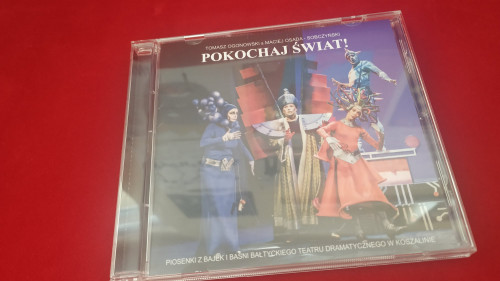 TOMASZ OGONOWSKI & MACIEJ OSADA-SOBCZYŃSKI
POKOCHAJ ŚWIAT!
PIOSENKI Z BAJEK I BAŚNI BAŁTYCKIEGO TEATRU DRAMATYCZNEGO W KOSZALINIE